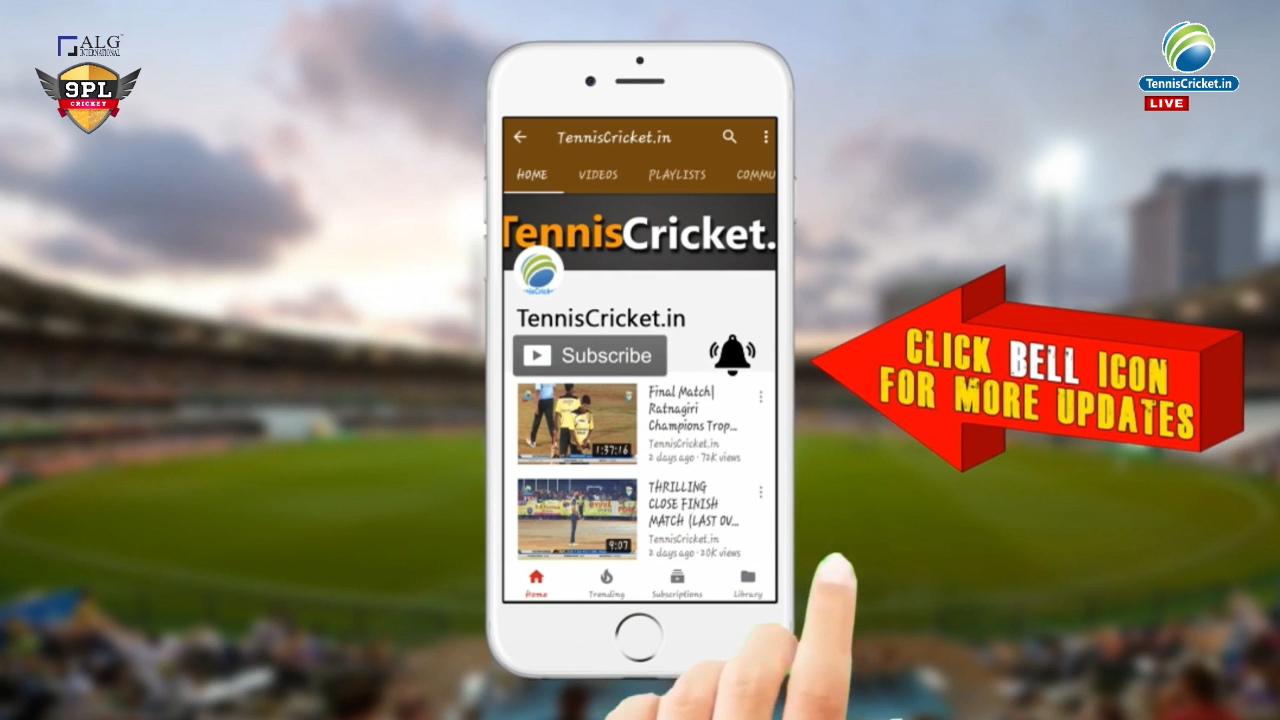 ALG
INTERNATIONAL
9PL
CRICKET
TennisCricket.in
LIVE
TennisCricket.in
HOME VIDEOS PLAYLISTS COMMU
TennisCricket.
TennisCricket.in
Subscribe
Final Match|
Ratnagiri
Champions Trop...
TennisCricket.in
2 days ago · 72K views
1:37:16
THRILLING
CLOSE FINISH
MATCH (LAST OV...
TennisCricket.in
2 days ago · 20K views
9:07
Home Trending Subscriptions Library
CLICK BELL ICON
FOR MORE UPDATES